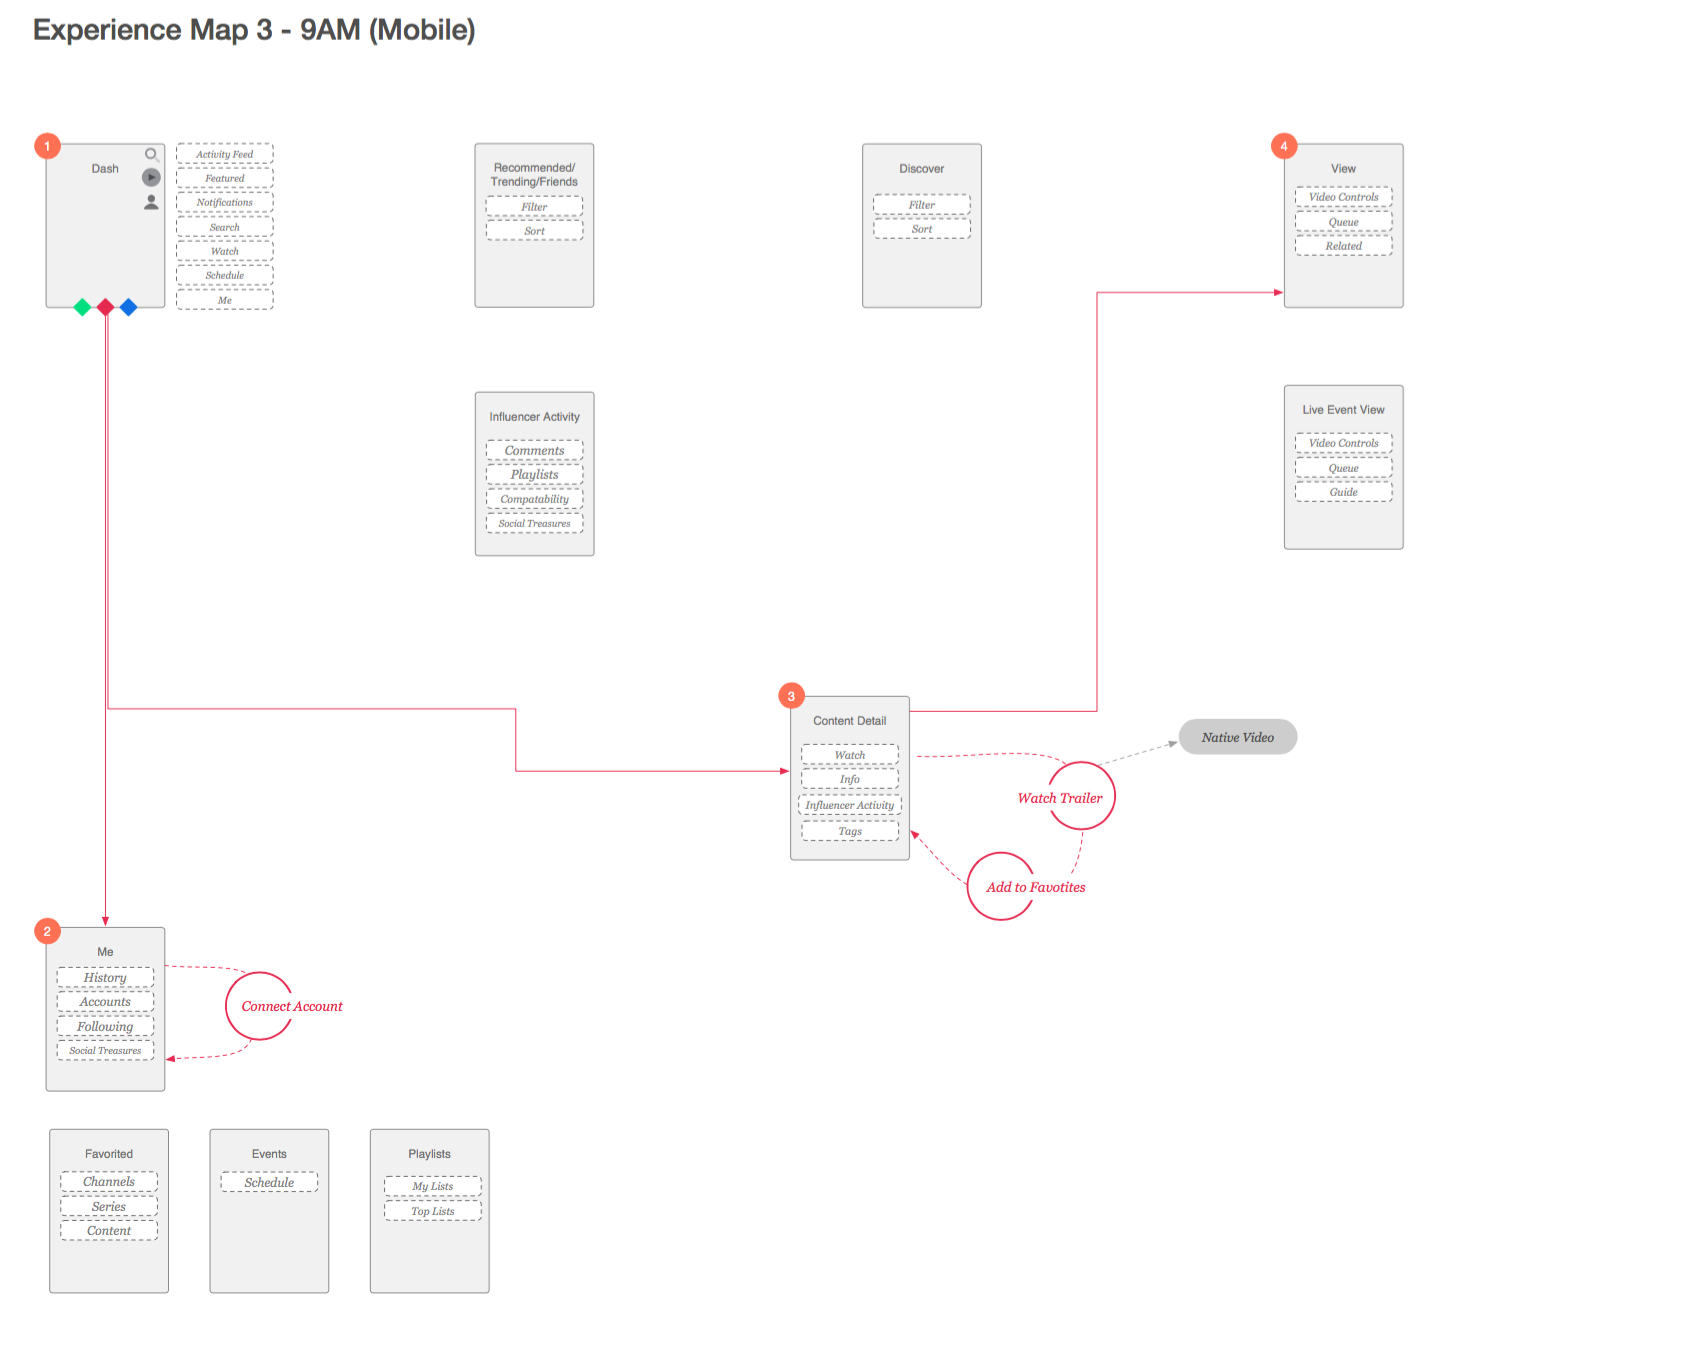 Experience Map 3 - 9AM (Mobile)
1
Dash
Activity Feed
Featured
Notifications
Search
Watch
Schedule
Me
Recommended/
Trending/Friends
Filter
Sort
Discover
Filter
Sort
4
View
Video Controls
Queue
Related
Influencer Activity
Comments
Playlists
Compatability
Social Treasures
Live Event View
Video Controls
Queue
Guide
3
Content Detail
Watch
Info
Influencer Activity
Tags
Native Video
Watch Trailer
Add to Favotites
2
Me
History
Accounts
Following
Social Treasures
Connect Account
Favorited
Channels
Series
Content
Events
Schedule
Playlists
My Lists
Top Lists